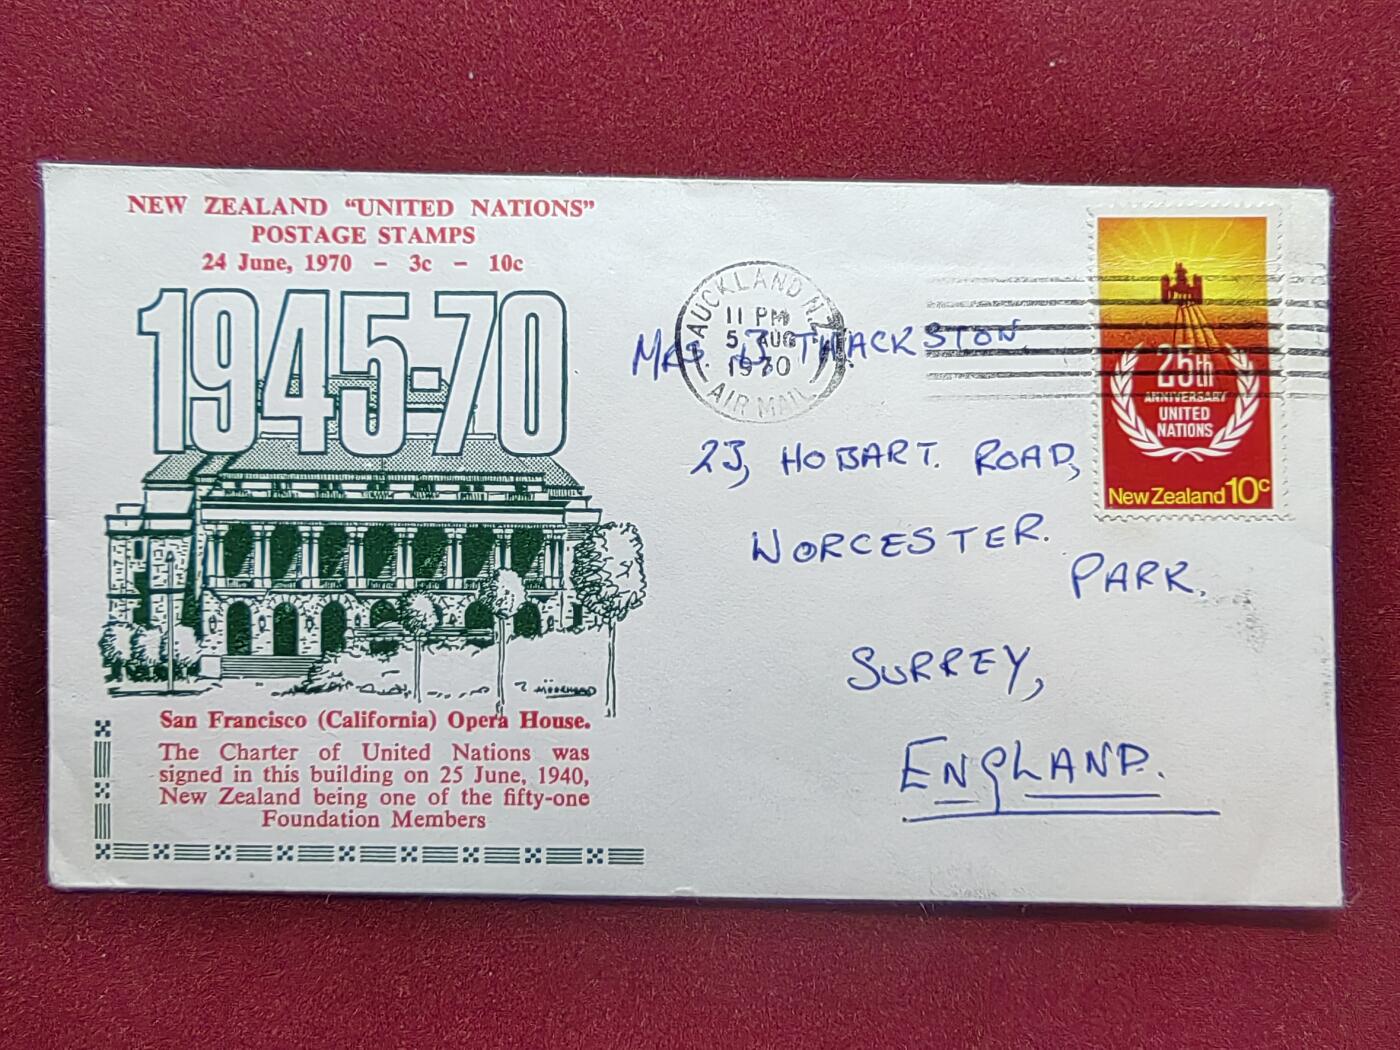 NEW ZEALAND "UNITED NATIONS"
POSTAGE STAMPS
24 June, 1970 - 3c - 10c
1945-70
MOORHEAD
San Francisco (California) Opera House.
The Charter of United Nations was
signed in this building on 25 June, 1940,
New Zealand being one of the fifty-one
Foundation Members
AUCKLAND N.Z.
11 PM
5 AUG
1970
AIR MAIL
MRS. THACKSTON
23, HOBART. ROAD,
WORCESTER.
PARK.
SURREY,
ENGLAND.
25th
ANNIVERSARY
UNITED
NATIONS
New Zealand 10c